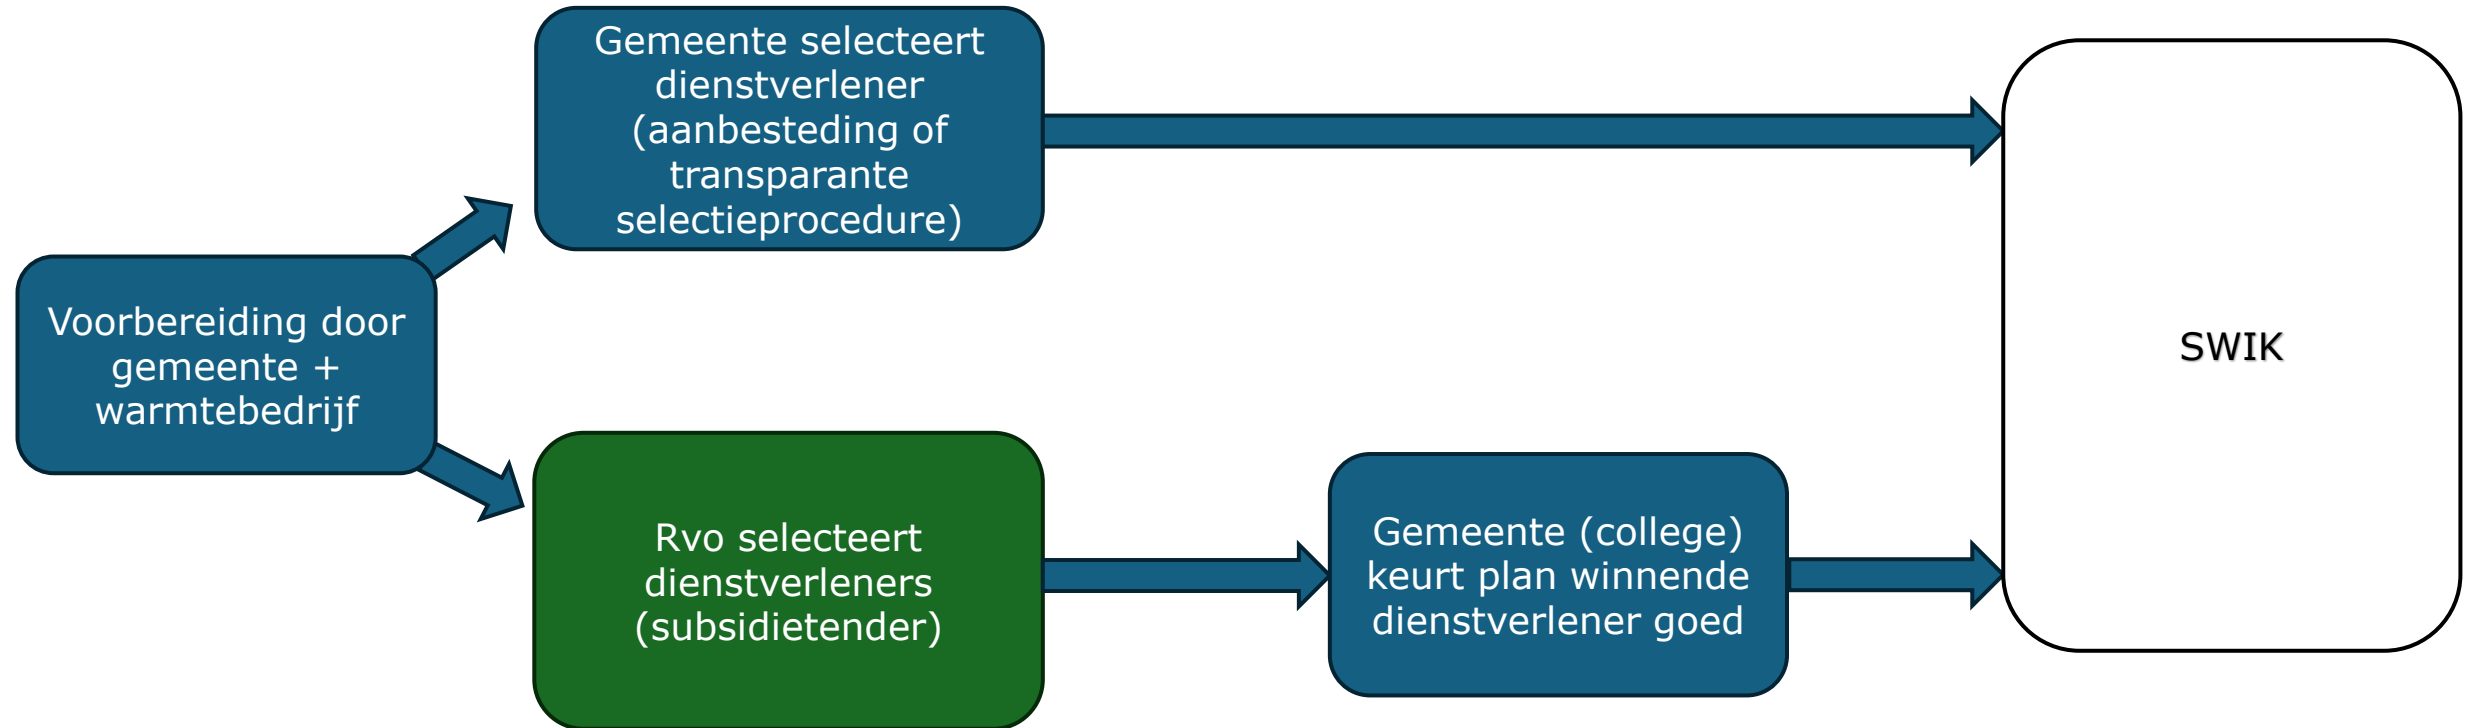 Gemeente selecteert
dienstverlener
(aanbesteding of
transparante
selectieprocedure)
Voorbereiding door
gemeente +
warmtebedrijf
SWIK
Rvo selecteert
dienstverleners
(subsidietender)
Gemeente (college)
keurt plan winnende
dienstverlener goed